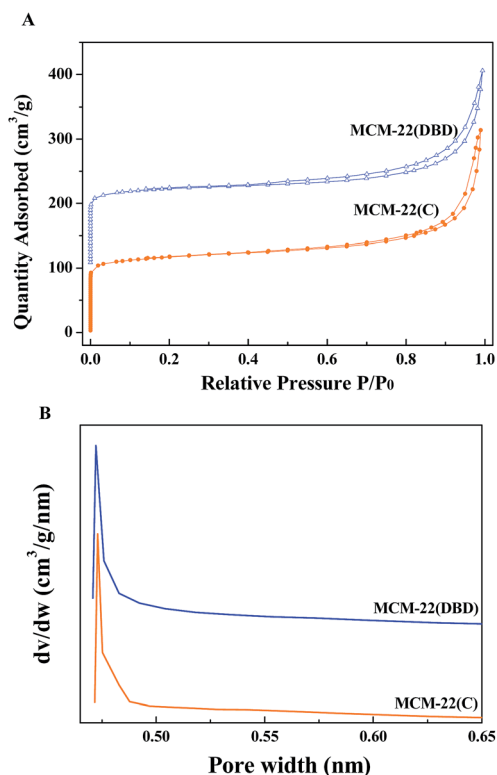 A
Quantity Adsorbed (cm³/g)
400
300
200
100
0
MCM-22(DBD)
MCM-22(C)
0.0 0.2 0.4 0.6 0.8 1.0
Relative Pressure P/P0
B
dv/dw (cm³/g/nm)
MCM-22(DBD)
MCM-22(C)
0.50 0.55 0.60 0.65
Pore width (nm)